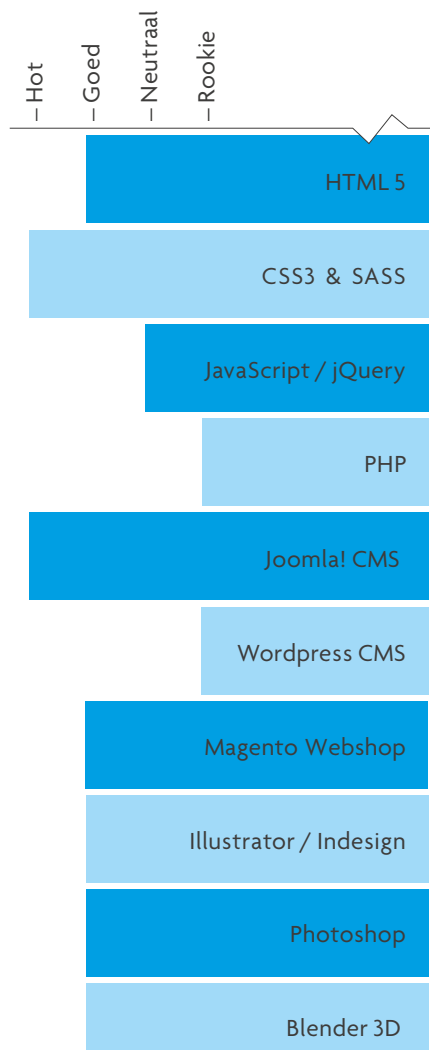 – Hot
– Goed
– Neutraal
– Rookie
HTML 5
CSS3 & SASS
JavaScript / jQuery
PHP
Joomla! CMS
Wordpress CMS
Magento Webshop
Illustrator / Indesign
Photoshop
Blender 3D